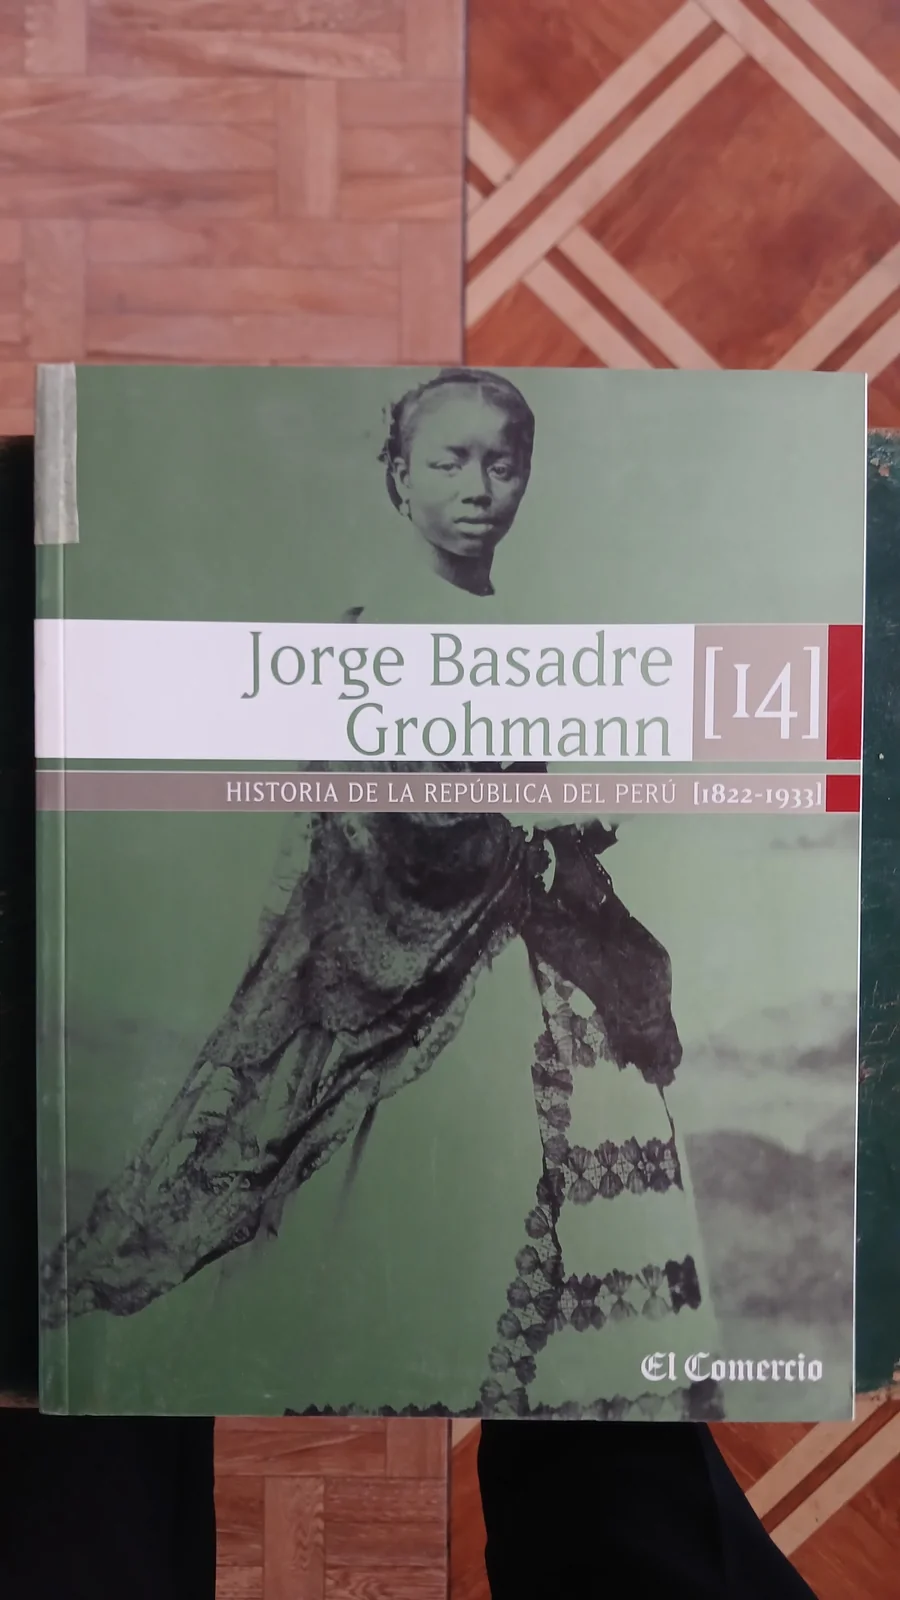 Jorge Basadre [14]
Grohmann
HISTORIA DE LA REPÚBLICA DEL PERÚ [1822-1933]
El Comercio